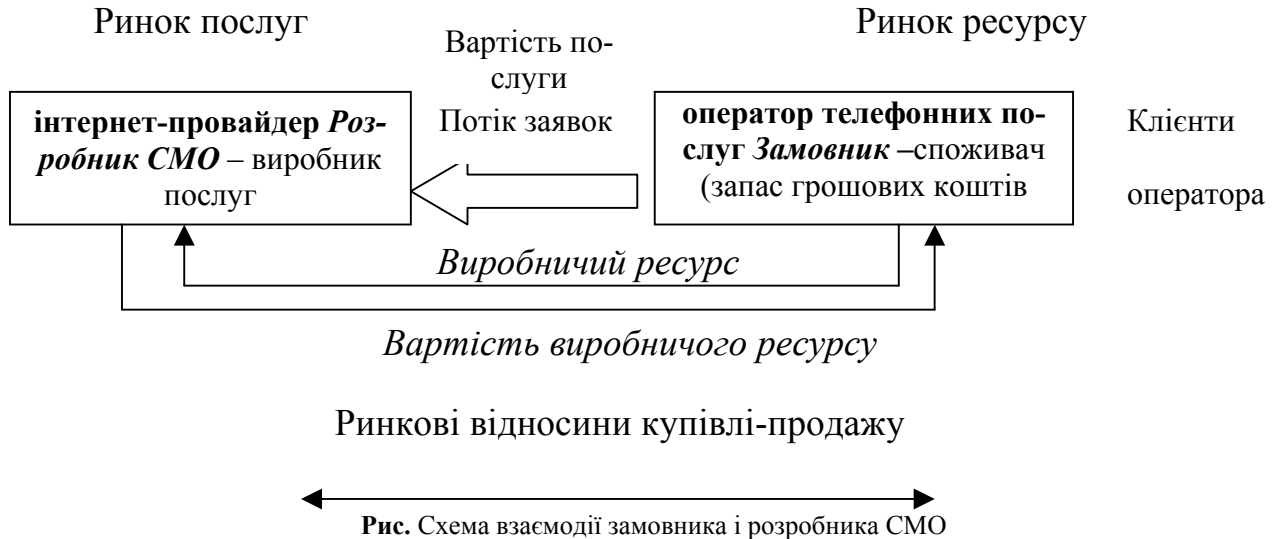 Ринок послуг
Ринок ресурсу
Вартість по-
слуги
Потік заявок
інтернет-провайдер Роз-
робник СМО – виробник
послуг
оператор телефонних по-
слуг Замовник –споживач
(запас грошових коштів
Клієнти
оператора
Виробничий ресурс
Вартість виробничого ресурсу
Ринкові відносини купівлі-продажу
Рис. Схема взаємодії замовника і розробника СМО